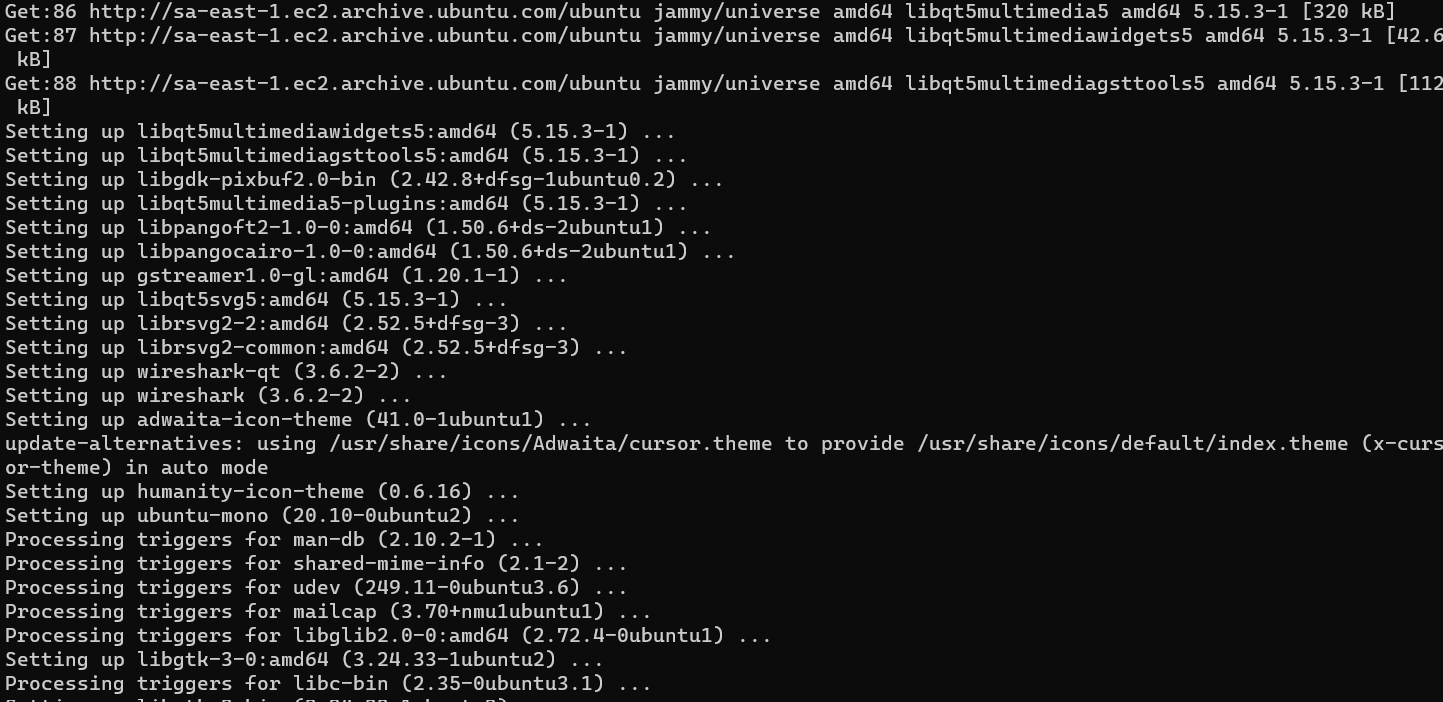 Get:86 http://sa-east-1.ec2.archive.ubuntu.com/ubuntu jammy/universe amd64 libqt5multimedia5 amd64 5.15.3-1 [320 kB]
Get:87 http://sa-east-1.ec2.archive.ubuntu.com/ubuntu jammy/universe amd64 libqt5multimediawidgets5 amd64 5.15.3-1 [42.6
 kB]
Get:88 http://sa-east-1.ec2.archive.ubuntu.com/ubuntu jammy/universe amd64 libqt5multimediagsttools5 amd64 5.15.3-1 [112
 kB]
Setting up libqt5multimediawidgets5:amd64 (5.15.3-1) ...
Setting up libqt5multimediagsttools5:amd64 (5.15.3-1) ...
Setting up libgdk-pixbuf2.0-bin (2.42.8+dfsg-1ubuntu0.2) ...
Setting up libqt5multimedia5-plugins:amd64 (5.15.3-1) ...
Setting up libpangoft2-1.0-0:amd64 (1.50.6+ds-2ubuntu1) ...
Setting up libpangocairo-1.0-0:amd64 (1.50.6+ds-2ubuntu1) ...
Setting up gstreamer1.0-gl:amd64 (1.20.1-1) ...
Setting up libqt5svg5:amd64 (5.15.3-1) ...
Setting up librsvg2-2:amd64 (2.52.5+dfsg-3) ...
Setting up librsvg2-common:amd64 (2.52.5+dfsg-3) ...
Setting up wireshark-qt (3.6.2-2) ...
Setting up wireshark (3.6.2-2) ...
Setting up adwaita-icon-theme (41.0-1ubuntu1) ...
update-alternatives: using /usr/share/icons/Adwaita/cursor.theme to provide /usr/share/icons/default/index.theme (x-curs
or-theme) in auto mode
Setting up humanity-icon-theme (0.6.16) ...
Setting up ubuntu-mono (20.10-0ubuntu2) ...
Processing triggers for man-db (2.10.2-1) ...
Processing triggers for shared-mime-info (2.1-2) ...
Processing triggers for udev (249.11-0ubuntu3.6) ...
Processing triggers for mailcap (3.70+nmu1ubuntu1) ...
Processing triggers for libglib2.0-0:amd64 (2.72.4-0ubuntu1) ...
Setting up libgtk-3-0:amd64 (3.24.33-1ubuntu2) ...
Processing triggers for libc-bin (2.35-0ubuntu3.1) ...